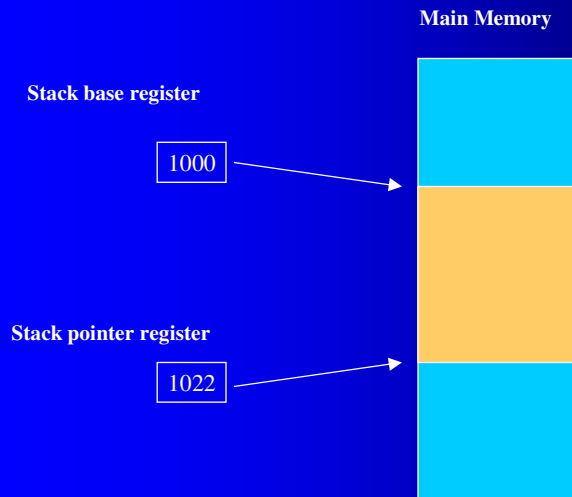 Main Memory
Stack base register
1000
Stack pointer register
1022